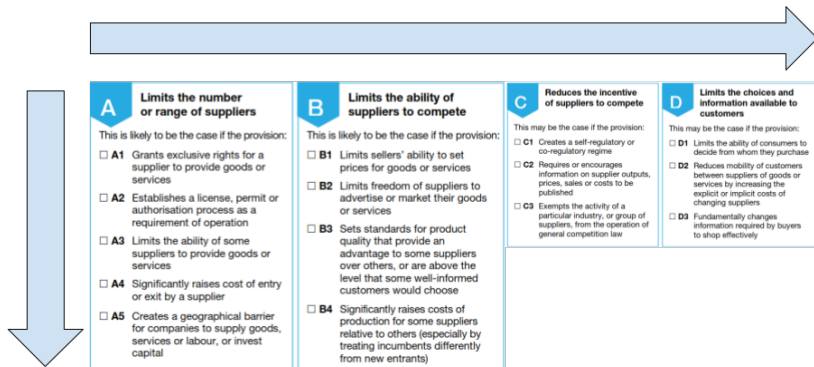 A
Limits the number
or range of suppliers
This is likely to be the case if the provision:
☐ A1 Grants exclusive rights for a
supplier to provide goods or
services
☐ A2 Establishes a license, permit or
authorisation process as a
requirement of operation
☐ A3 Limits the ability of some
suppliers to provide goods or
services
☐ A4 Significantly raises cost of entry
or exit by a supplier
☐ A5 Creates a geographical barrier
for companies to supply goods,
services or labour, or invest
capital
B
Limits the ability of
suppliers to compete
This is likely to be the case if the provision:
☐ B1 Limits sellers' ability to set
prices for goods or services
☐ B2 Limits freedom of suppliers to
advertise or market their goods
or services
☐ B3 Sets standards for product
quality that provide an
advantage to some suppliers
over others, or are above the
level that some well-informed
customers would choose
☐ B4 Significantly raises costs of
production for some suppliers
relative to others (especially by
treating incumbents differently
from new entrants)
C
Reduces the incentive
of suppliers to compete
This may be the case if the provision:
☐ C1 Creates a self-regulatory or
co-regulatory regime
☐ C2 Requires or encourages
information on supplier outputs,
prices, sales or costs to be
published
☐ C3 Exempts the activity of a
particular industry, or group of
suppliers, from the operation of
general competition law
D
Limits the choices and
information available to
customers
This may be the case if the provision:
☐ D1 Limits the ability of consumers to
decide from whom they purchase
☐ D2 Reduces mobility of customers
between suppliers of goods or
services by increasing the
explicit or implicit costs of
changing suppliers
☐ D3 Fundamentally changes
information required by buyers
to shop effectively